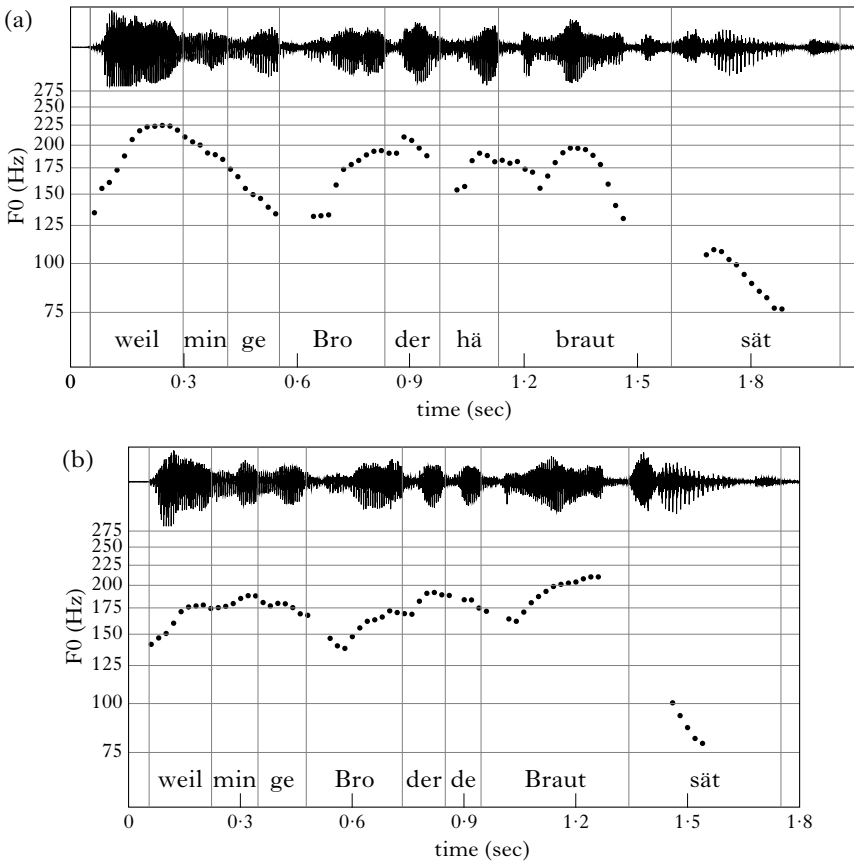 (a)
275
250
225
200
175
150
125
100
75
F0 (Hz)
weil min ge Bro der hä braut sät
0 0·3 0·6 0·9 1·2 1·5 1·8
time (sec)
(b)
275
250
225
200
175
150
125
100
75
F0 (Hz)
weil min ge Bro der de Braut sät
0 0·3 0·6 0·9 1·2 1·5 1·8
time (sec)